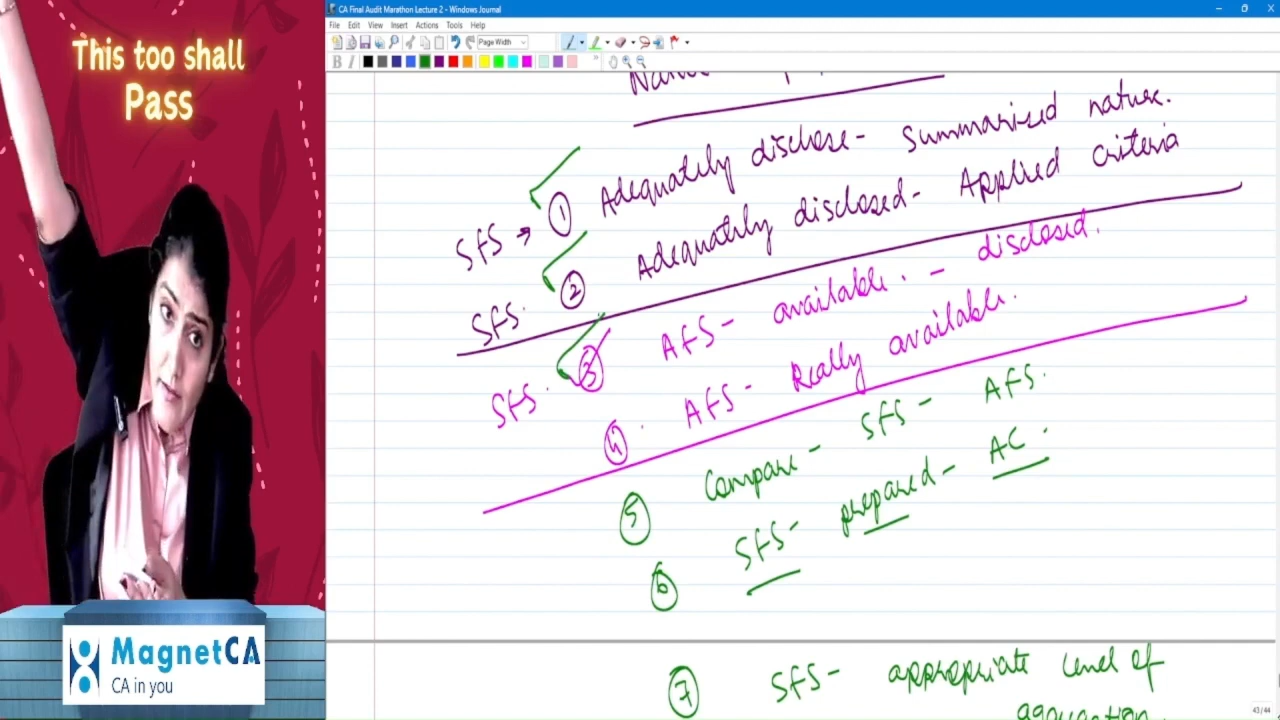 This too shall
Pass
MagnetCA
CA in you
CA Final Audit Marathon Lecture 2 - Windows Journal
File Edit View Insert Actions Tools Help
Page Width
B I
SFS → ① Adequately disclose - Summarised nature.
SFS. ② Adequately disclosed - Applied criteria
SFS. ③ AFS - available. - disclosed.
④. AFS - Really available.
⑤ Compare - SFS - AFS.
⑥ SFS - prepared - AC.
⑦ SFS - appropriate level of
43/44